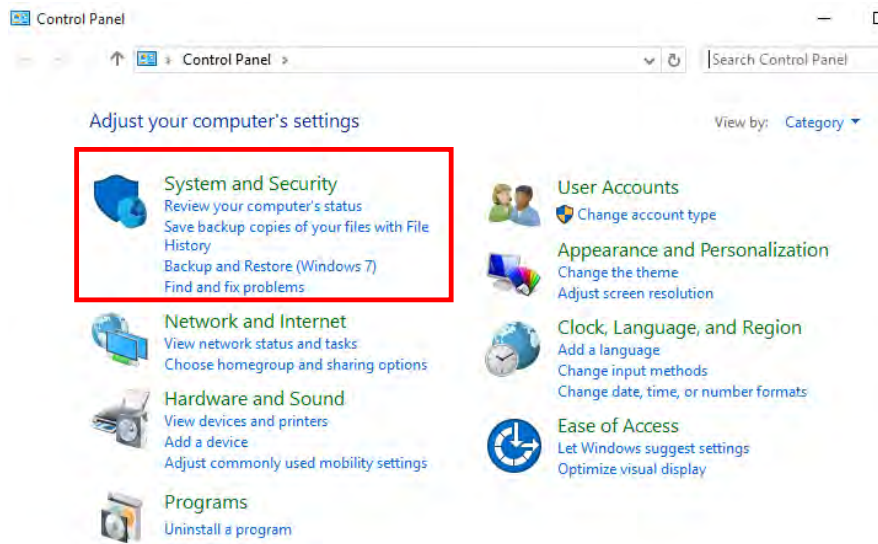 Control Panel
Control Panel
Search Control Panel
Adjust your computer's settings
View by: Category
System and Security
Review your computer's status
Save backup copies of your files with File
History
Backup and Restore (Windows 7)
Find and fix problems
Network and Internet
View network status and tasks
Choose homegroup and sharing options
Hardware and Sound
View devices and printers
Add a device
Adjust commonly used mobility settings
Programs
Uninstall a program
User Accounts
Change account type
Appearance and Personalization
Change the theme
Adjust screen resolution
Clock, Language, and Region
Add a language
Change input methods
Change date, time, or number formats
Ease of Access
Let Windows suggest settings
Optimize visual display